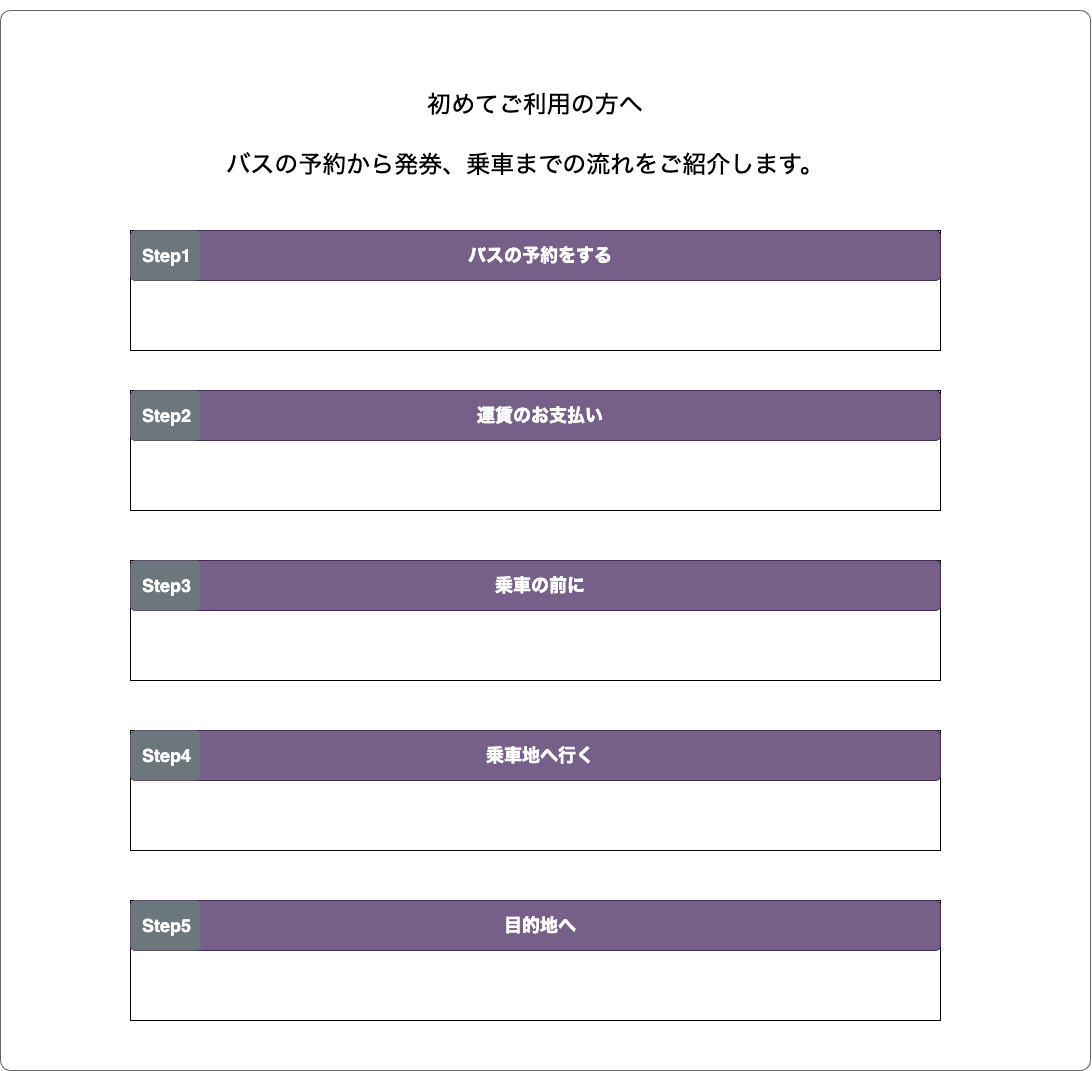 初めてご利用の方へ
バスの予約から発券、乗車までの流れをご紹介します。
Step1 バスの予約をする
Step2 運賃のお支払い
Step3 乗車の前に
Step4 乗車地へ行く
Step5 目的地へ